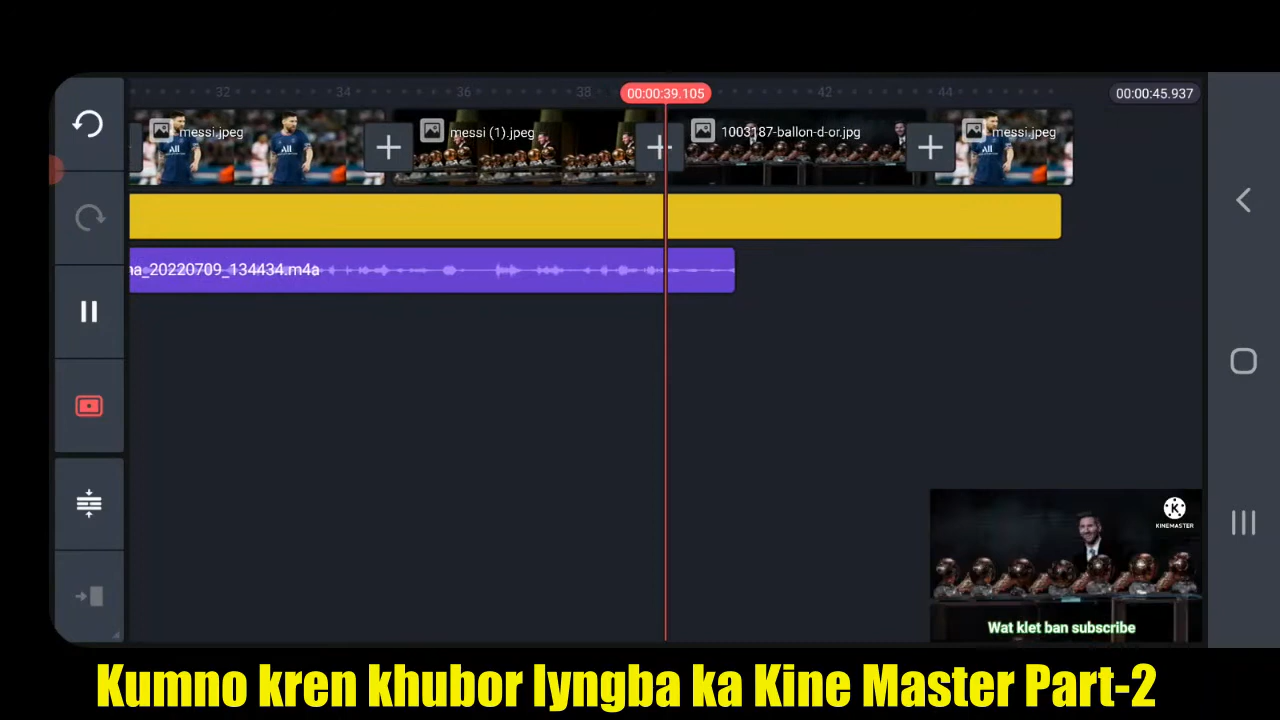 32
34
36
38
00:00:39.105
42
44
00:00:45.937
messi.jpeg
messi (1).jpeg
1003187-ballon-d-or.jpg
messi.jpeg
_20220709_134434.m4a
KINEMASTER
Wat klet ban subscribe
Kumno kren khubor lyngba ka Kine Master Part-2